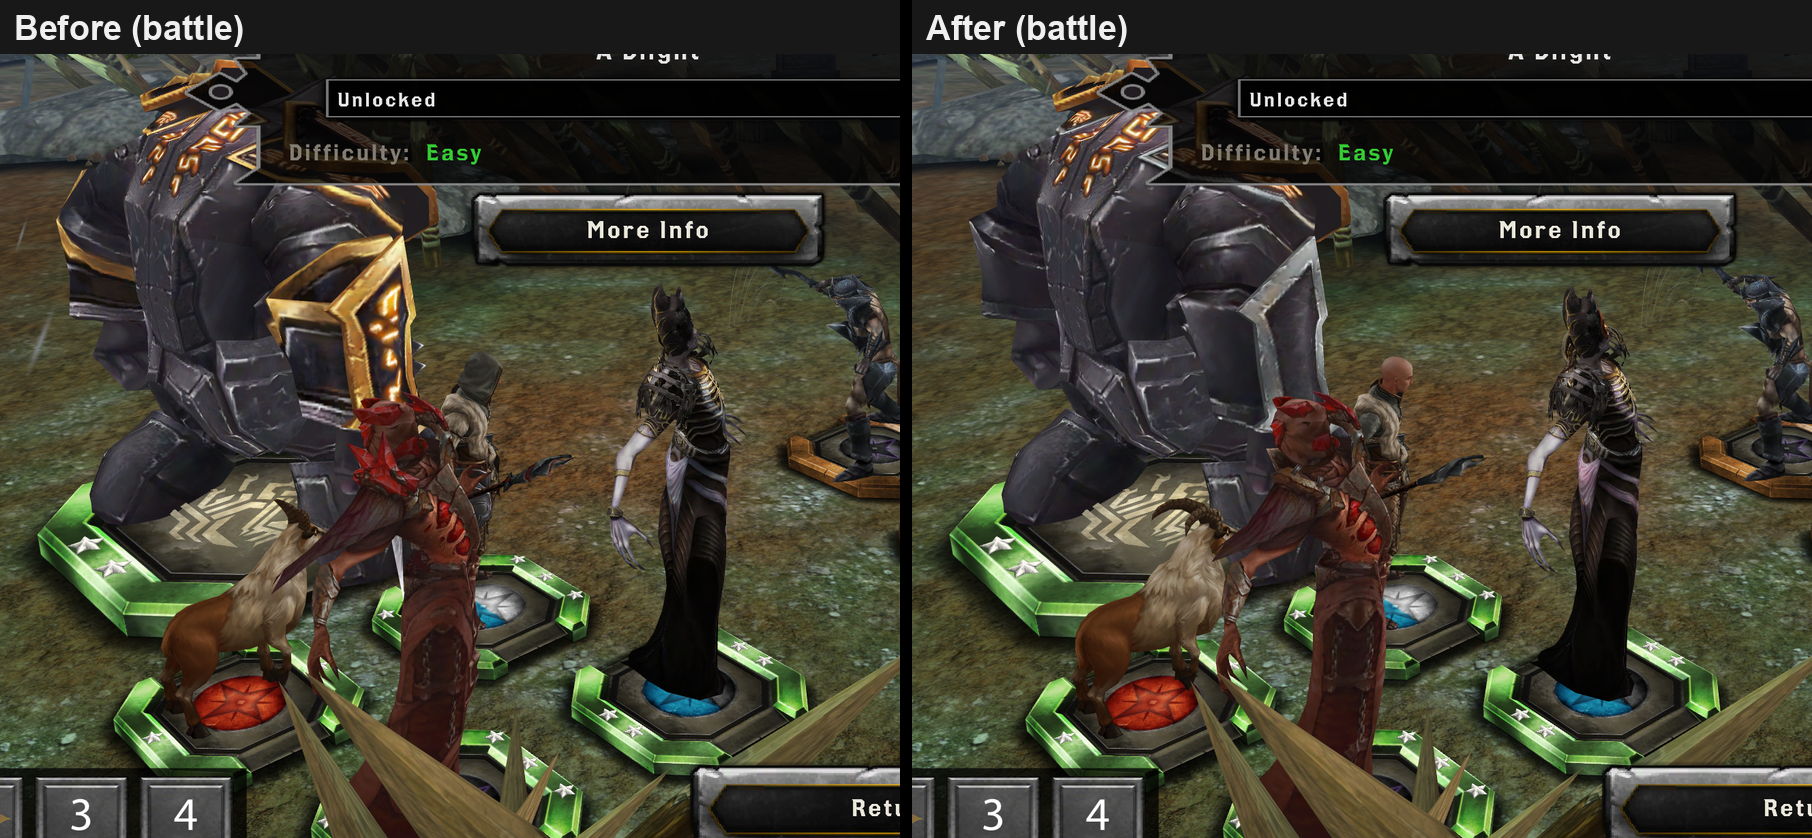 Before (battle)
Unlocked
Difficulty: Easy
More Info
3
4
After (battle)
Unlocked
Difficulty: Easy
More Info
3
4